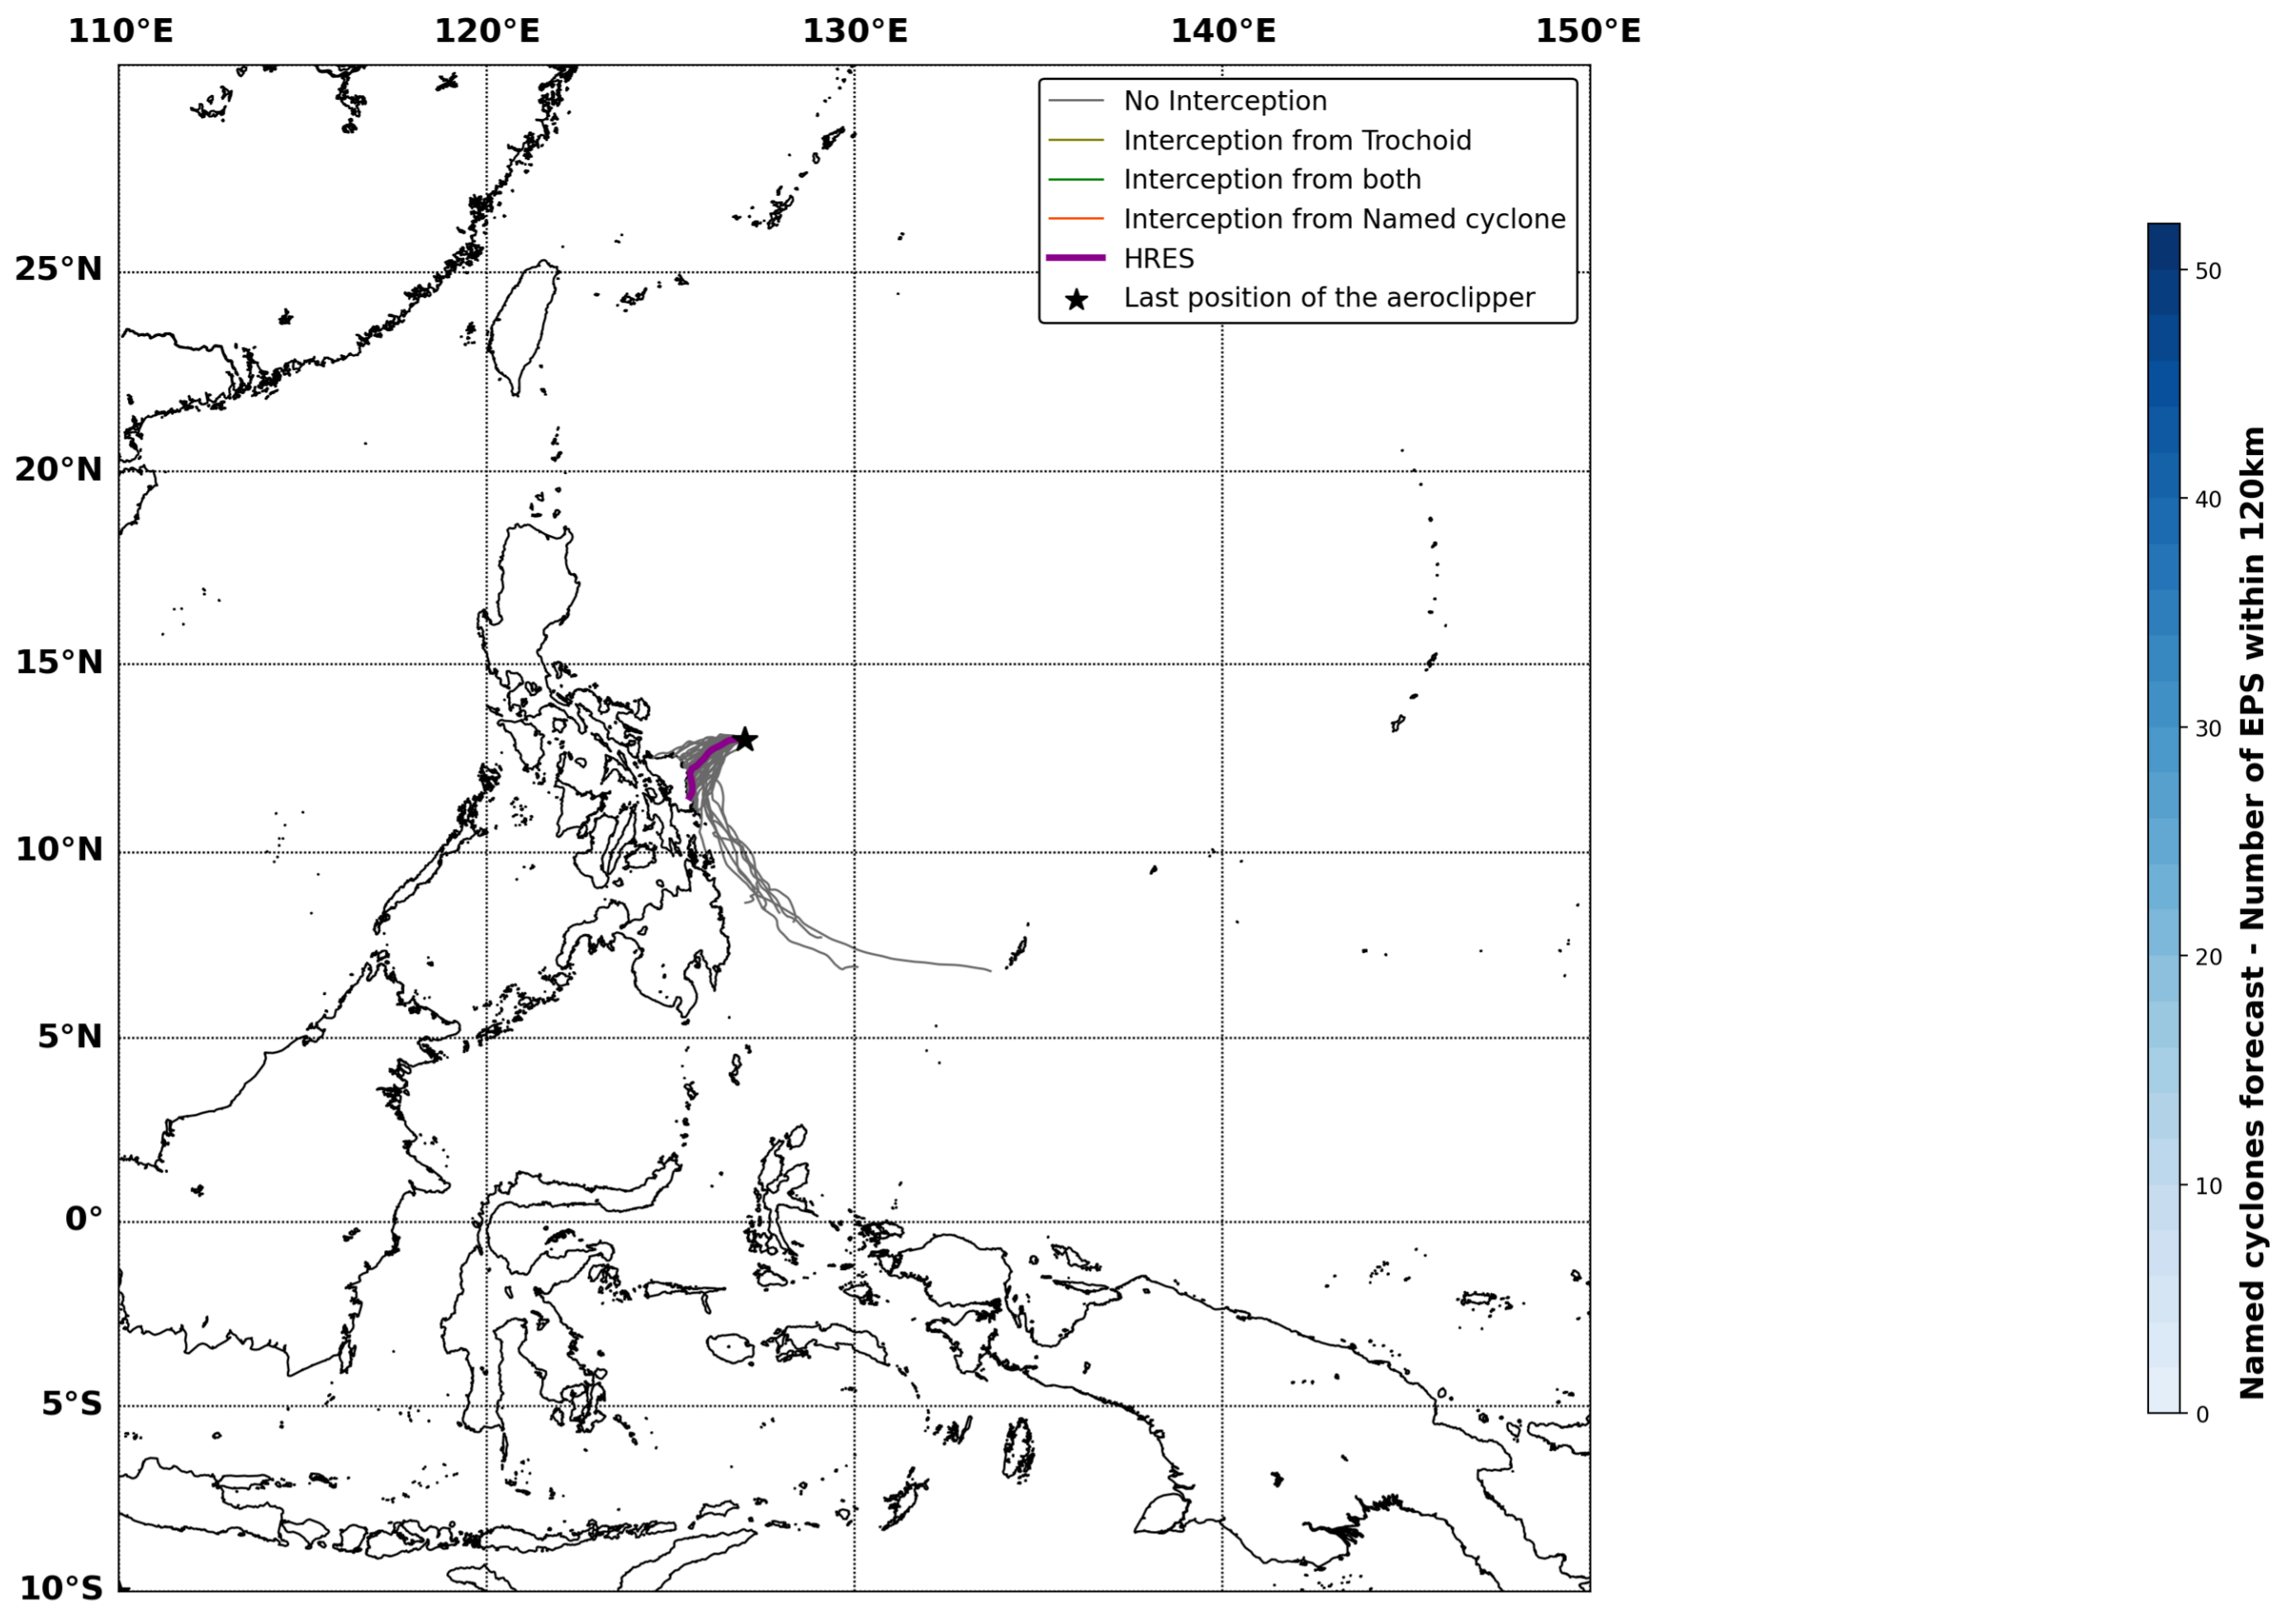 110°E 120°E 130°E 140°E 150°E
No Interception
Interception from Trochoid
Interception from both
Interception from Named cyclone
HRES
Last position of the aeroclipper
25°N
20°N
15°N
10°N
5°N
0°
5°S
10°S
50
40
30
20
10
0
Named cyclones forecast - Number of EPS within 120km